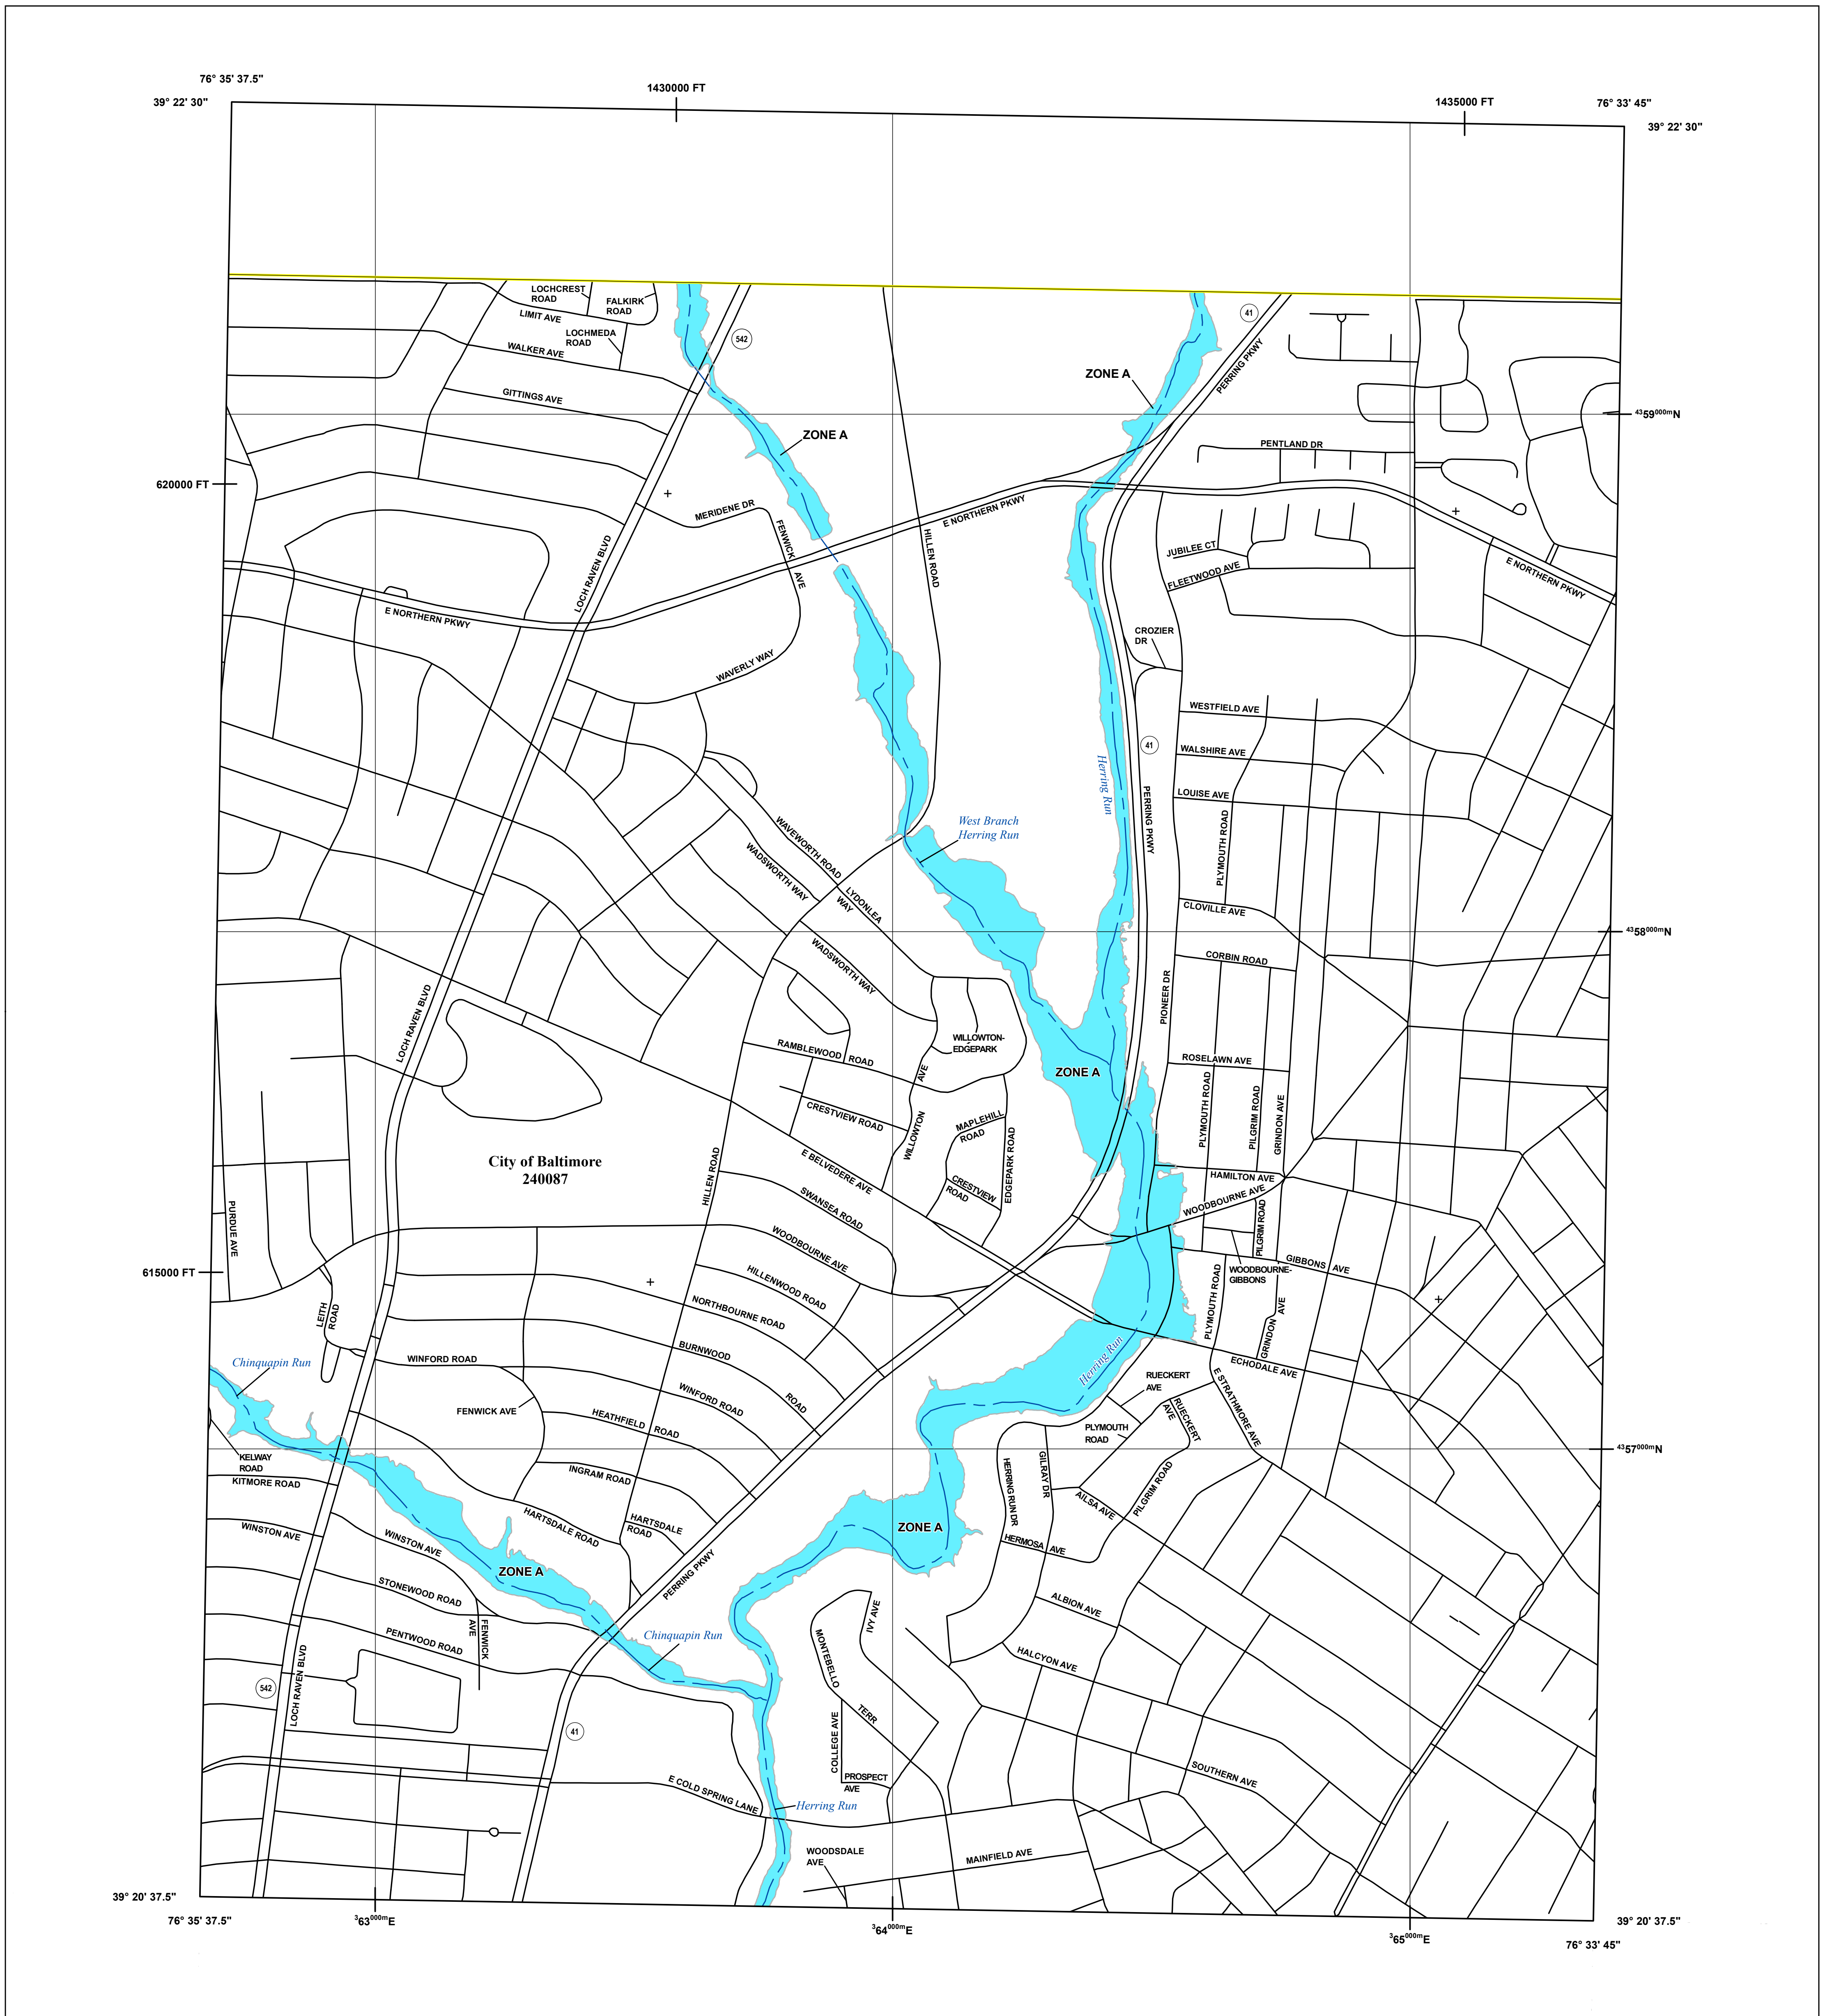 76° 35' 37.5"
1430000 FT
1435000 FT
76° 33' 45"
39° 22' 30"
39° 22' 30"
LOCHCREST
ROAD
FALKIRK
ROAD
LIMIT AVE
LOCHMEDA
ROAD
WALKER AVE
542
41
PERRING PKWY
ZONE A
GITTINGS AVE
4359000mN
ZONE A
PENTLAND DR
620000 FT
MERIDENE DR
FENWICK
AVE
E NORTHERN PKWY
HILLEN ROAD
LOCH RAVEN BLVD
JUBILEE CT
FLEETWOOD AVE
E NORTHERN PKWY
E NORTHERN PKWY
CROZIER
DR
WAVERLY WAY
WESTFIELD AVE
WALSHIRE AVE
41
Herring Run
PERRING PKWY
LOUISE AVE
PLYMOUTH ROAD
West Branch
Herring Run
WAVEWORTH ROAD
WADSWORTH WAY
LYDONLEA
WAY
CLOVILLE AVE
4358000mN
WADSWORTH WAY
CORBIN ROAD
PIONEER DR
LOCH RAVEN BLVD
WILLOWTON-
EDGEPARK
RAMBLEWOOD ROAD
ROSELAWN AVE
ZONE A
AVE
WILLOWTON
CRESTVIEW ROAD
MAPLEHILL
ROAD
PLYMOUTH ROAD
PILGRIM ROAD
GRINDON AVE
EDGEPARK ROAD
City of Baltimore
240087
E BELVEDERE AVE
HILLEN ROAD
SWANSEA ROAD
CRESTVIEW
ROAD
HAMILTON AVE
WOODBOURNE AVE
PURDUE AVE
PILGRIM ROAD
WOODBOURNE AVE
GIBBONS AVE
WOODBOURNE-
GIBBONS
615000 FT
HILLENWOOD ROAD
PLYMOUTH ROAD
LEITH
ROAD
NORTHBOURNE ROAD
GRINDON
AVE
BURNWOOD
ROAD
Herring Run
Chinquapin Run
WINFORD ROAD
ECHODALE AVE
WINFORD ROAD
RUECKERT
AVE
E STRATHMORE AVE
FENWICK AVE
HEATHFIELD ROAD
RUECKERT
AVE
PLYMOUTH
ROAD
4357000mN
KELWAY
ROAD
KITMORE ROAD
INGRAM ROAD
GILRAY DR
HERRING RUN DR
PILGRIM ROAD
AILSA AVE
WINSTON AVE
WINSTON AVE
HARTSDALE ROAD
HARTSDALE
ROAD
ZONE A
HERMOSA AVE
ZONE A
PERRING PKWY
STONEWOOD ROAD
ALBION AVE
IVY AVE
FENWICK
AVE
PENTWOOD ROAD
Chinquapin Run
MONTEBELLO
TERR
HALCYON AVE
LOCH RAVEN BLVD
542
41
COLLEGE AVE
PROSPECT
AVE
SOUTHERN AVE
E COLD SPRING LANE
Herring Run
WOODSDALE
AVE
MAINFIELD AVE
39° 20' 37.5"
76° 35' 37.5"
363000mE
364000mE
365000mE
39° 20' 37.5"
76° 33' 45"